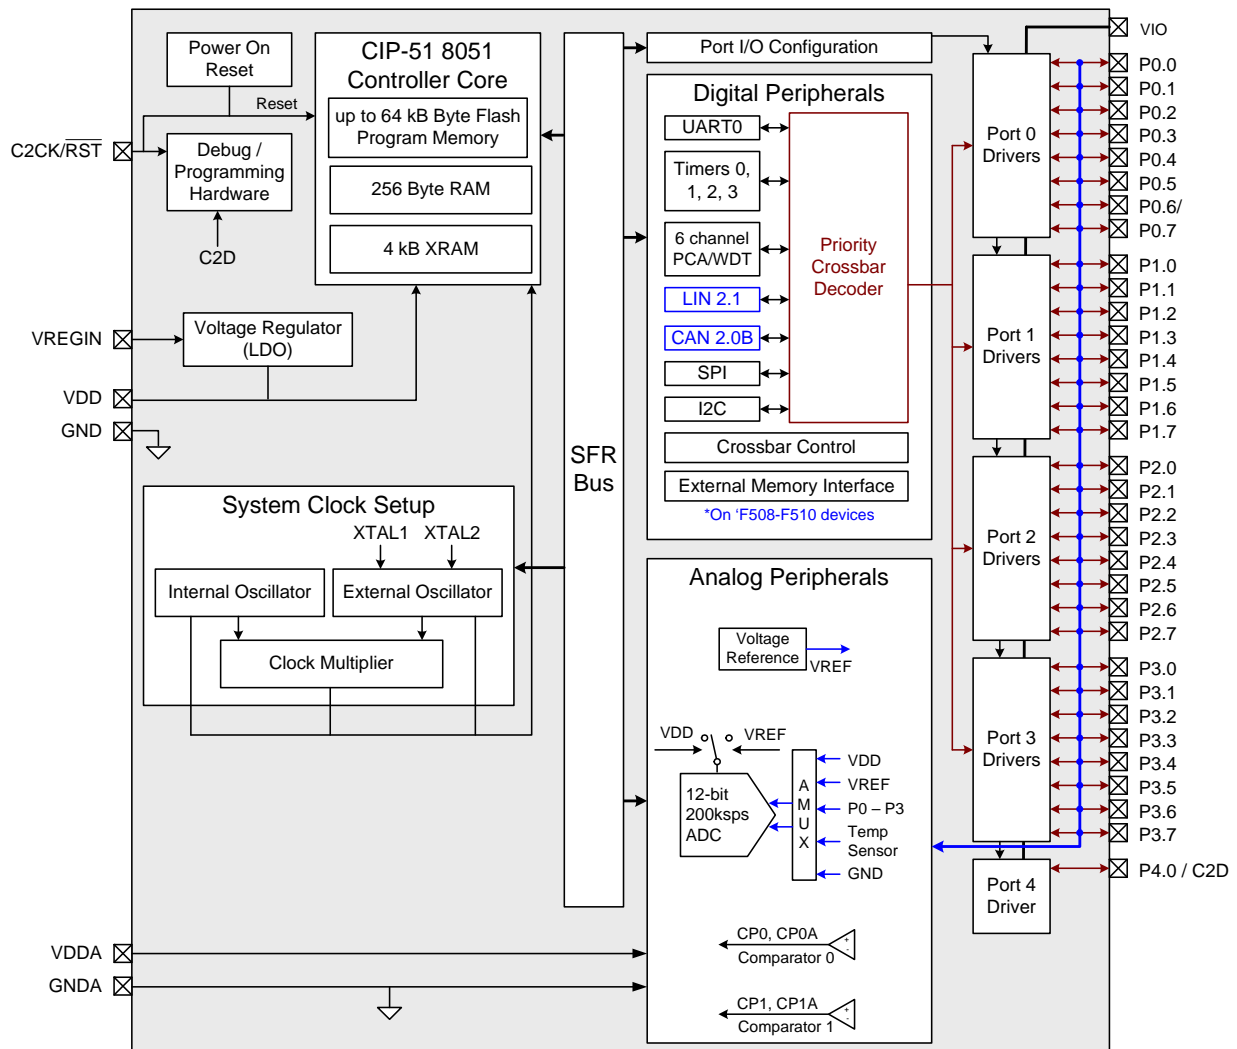 Power On
Reset
Reset
C2CK/RST
Debug /
Programming
Hardware
C2D
CIP-51 8051
Controller Core
up to 64 kB Byte Flash
Program Memory
256 Byte RAM
4 kB XRAM
VREGIN
Voltage Regulator
(LDO)
VDD
GND
System Clock Setup
XTAL1
XTAL2
Internal Oscillator
External Oscillator
Clock Multiplier
VDDA
GNDA
SFR
Bus
Port I/O Configuration
Digital Peripherals
UART0
Timers 0,
1, 2, 3
6 channel
PCA/WDT
LIN 2.1
CAN 2.0B
SPI
I2C
Priority
Crossbar
Decoder
Crossbar Control
External Memory Interface
*On ‘F508-F510 devices
Analog Peripherals
Voltage
Reference
VREF
VDD
VREF
12-bit
200ksps
ADC
A
M
U
X
VDD
VREF
P0 – P3
Temp
Sensor
GND
CP0, CP0A
+
-
Comparator 0
CP1, CP1A
+
-
Comparator 1
Port 0
Drivers
Port 1
Drivers
Port 2
Drivers
Port 3
Drivers
Port 4
Driver
VIO
P0.0
P0.1
P0.2
P0.3
P0.4
P0.5
P0.6/
P0.7
P1.0
P1.1
P1.2
P1.3
P1.4
P1.5
P1.6
P1.7
P2.0
P2.1
P2.2
P2.3
P2.4
P2.5
P2.6
P2.7
P3.0
P3.1
P3.2
P3.3
P3.4
P3.5
P3.6
P3.7
P4.0 / C2D